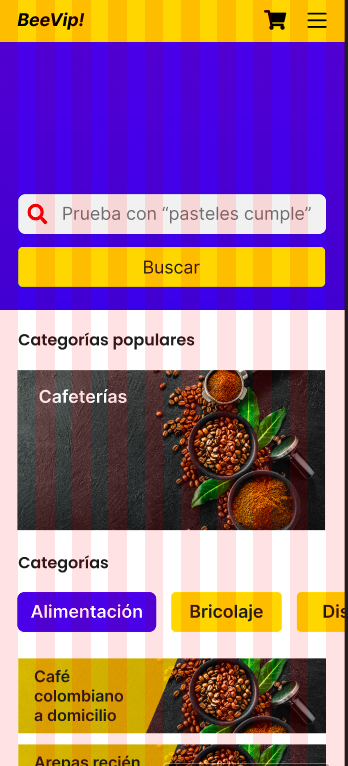 BeeVip!
Prueba con “pasteles cumple”
Buscar
Categorías populares
Cafeterías
Categorías
Alimentación
Bricolaje
Dis
Café
colombiano
a domicilio
Arepas recién